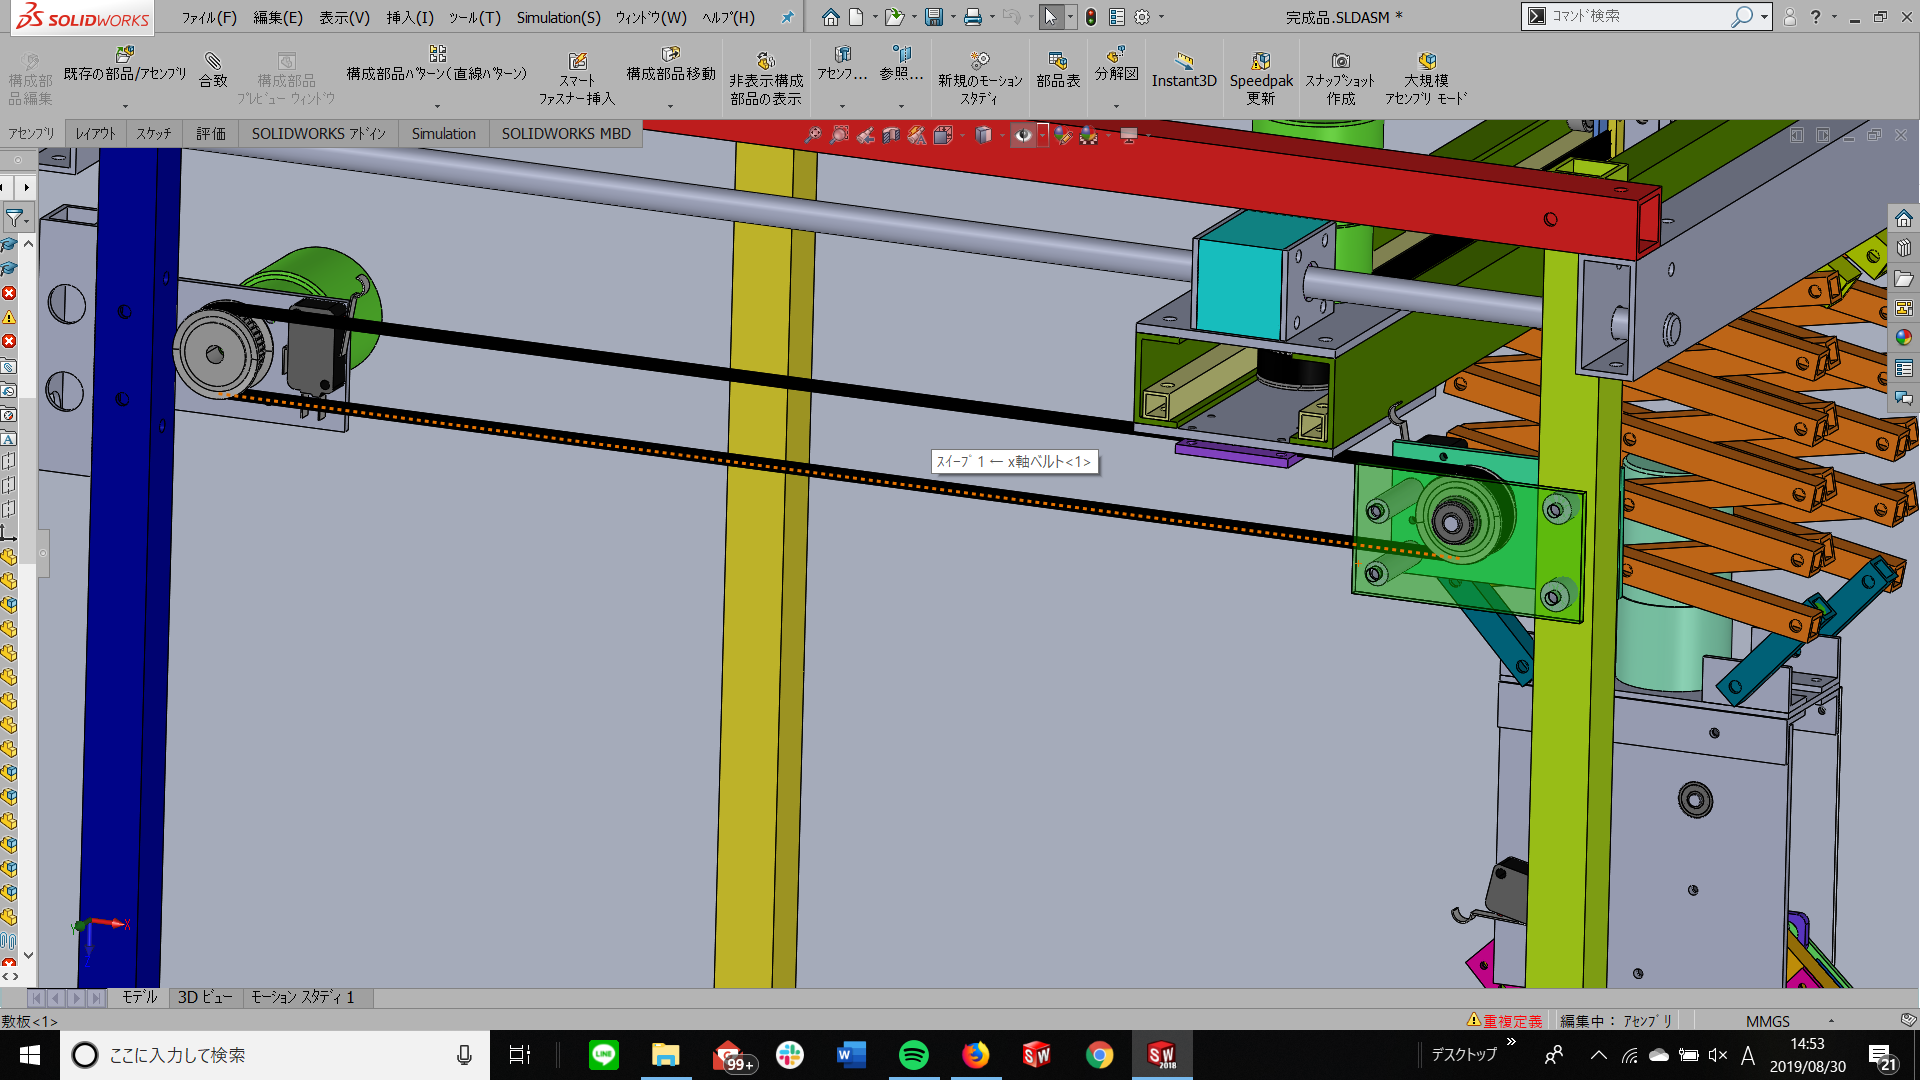 SOLIDWORKS
ファイル(F) 編集(E) 表示(V) 挿入(I) ツール(T) Simulation(S) ウィンドウ(W) ヘルプ(H)
完成品.SLDASM *
コマンド検索
構成部品編集
既存の部品/アセンブリ
合致
構成部品プレビュー ウィンドウ
構成部品パターン(直線パターン)
スマート ファスナー挿入
構成部品移動
非表示構成部品の表示
アセンブ...
参照...
新規のモーション スタディ
部品表
分解図
Instant3D
Speedpak 更新
スナップショット作成
大規模アセンブリ モード
アセンブリ レイアウト スケッチ 評価 SOLIDWORKS アドイン Simulation SOLIDWORKS MBD
スイープ1 ← x軸ベルト<1>
モデル 3D ビュー モーション スタディ 1
敷板<1>
重複定義
編集中： アセンブリ
MMGS
ここに入力して検索
LINE
99+
W
SW
SW 2018
デスクトップ
A
14:53
2019/08/30
21